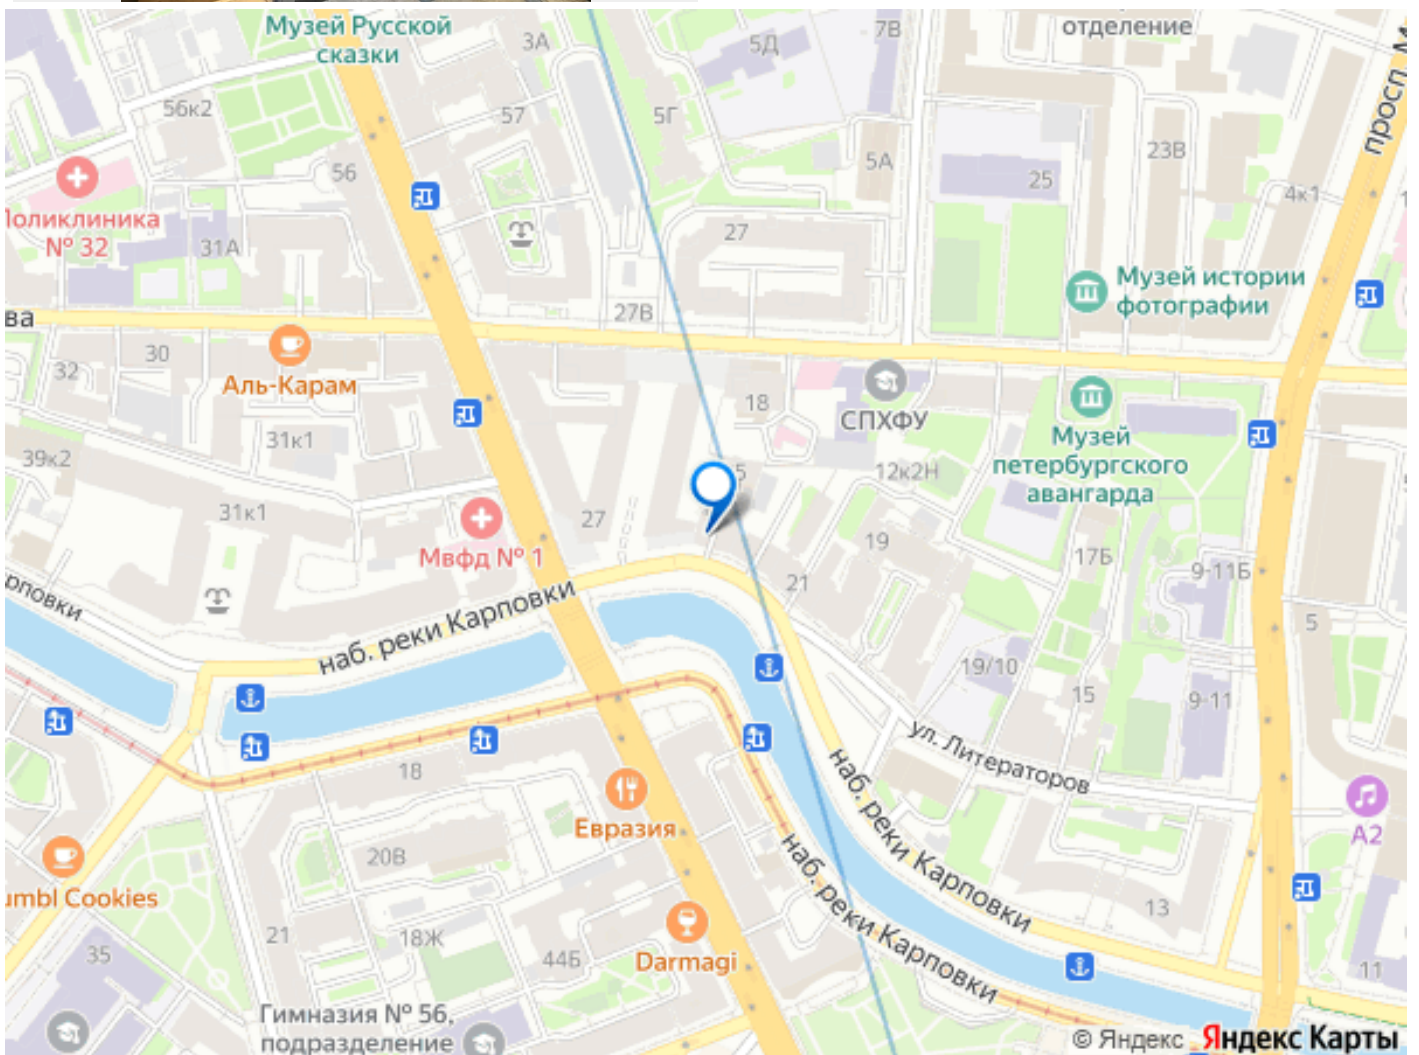 Музей Русской
сказки
3А
5Д
7В
отделение
56к2
57
5Г
просп. М
56
5А
23В
25
4к1
Поликлиника
№ 32
31А
27
Музей истории
фотографии
27В
ва
30
32
Аль-Карам
18
СПХФУ
31к1
Музей
петербургского
авангарда
39к2
5
12к2Н
31к1
27
Мвфд № 1
19
17Б
9-11Б
рповки
21
наб. реки Карповки
5
19/10
15
9-11
ул. Литераторов
18
наб. реки Карповки
Евразия
А2
20В
наб. реки Карповки
umbl Cookies
13
21
18Ж
44Б
Darmagi
35
11
Гимназия № 56,
подразделение
© Яндекс Яндекс Карты